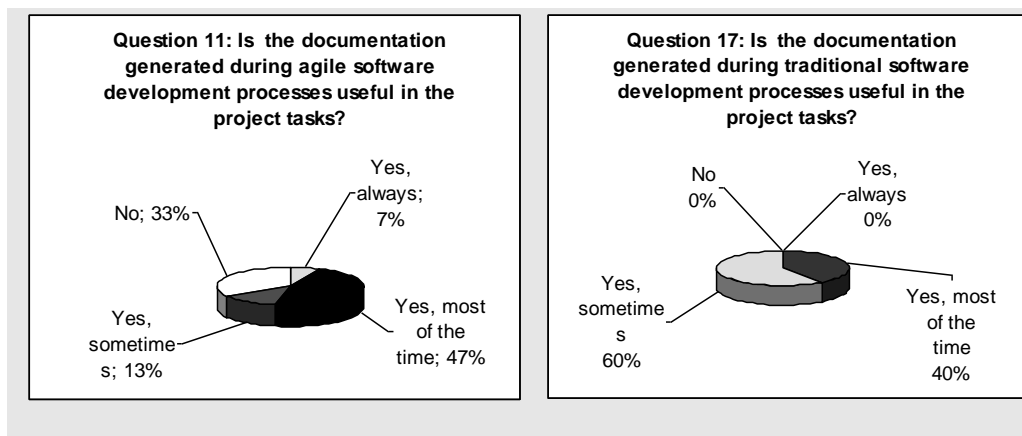 Question 11: Is the documentation
generated during agile software
development processes useful in the
project tasks?
Yes,
always;
7%
No; 33%
Yes,
sometime
s; 13%
Yes, most
of the
time; 47%
Question 17: Is the documentation
generated during traditional software
development processes useful in the
project tasks?
No
0%
Yes,
always
0%
Yes,
sometime
s
60%
Yes, most
of the
time
40%